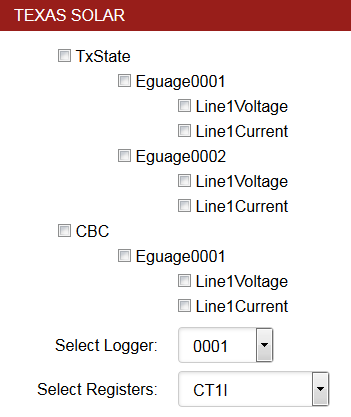 TEXAS SOLAR
TxState
Eguage0001
Line1Voltage
Line1Current
Eguage0002
Line1Voltage
Line1Current
CBC
Eguage0001
Line1Voltage
Line1Current
Select Logger: 0001
Select Registers: CT1I